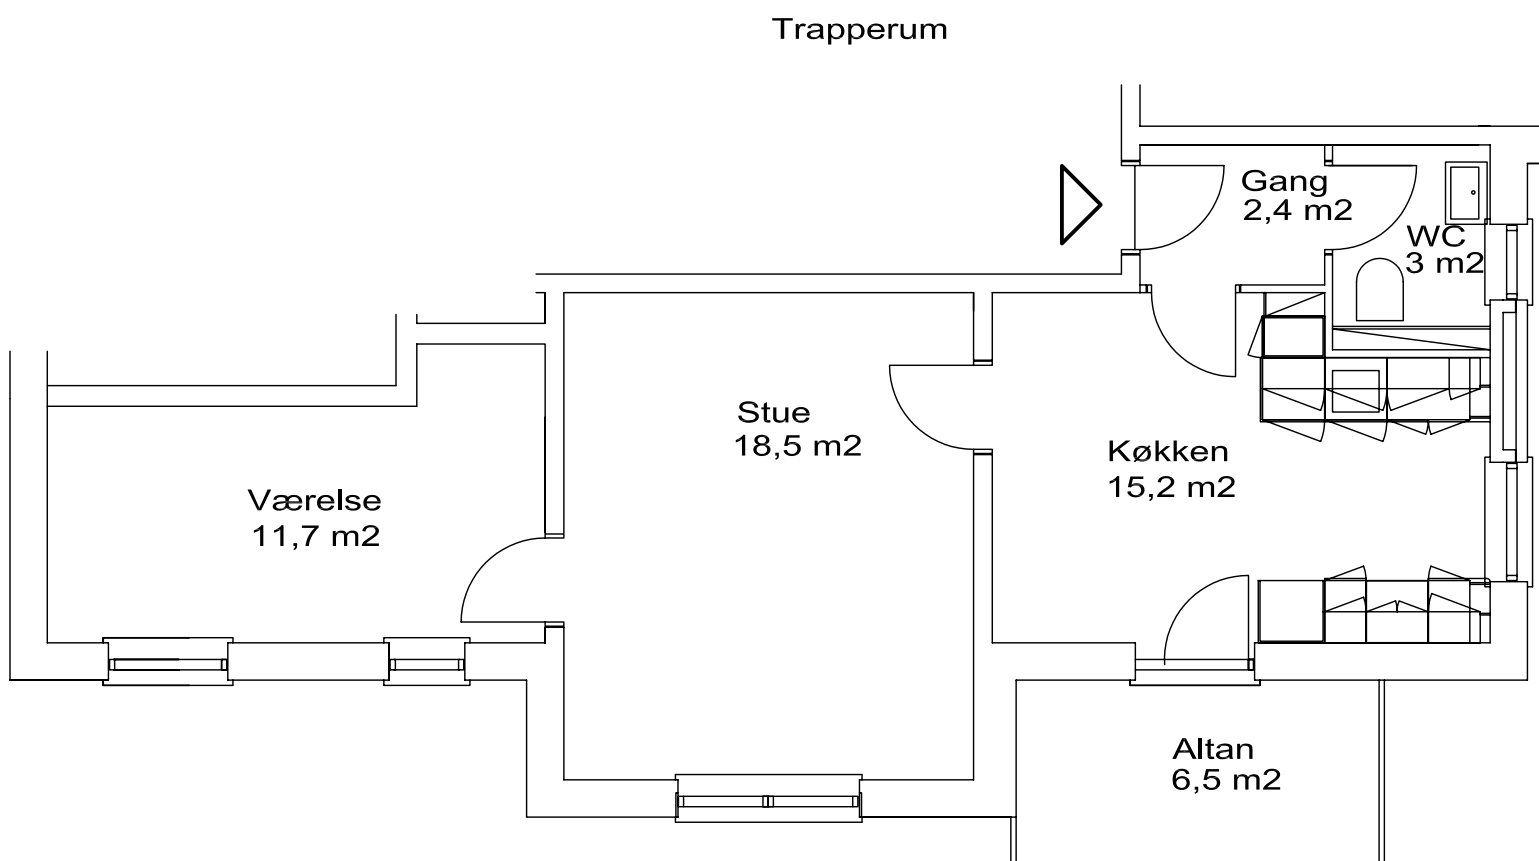 Trapperum
Gang
2,4 m2
WC
3 m2
Stue
18,5 m2
Køkken
15,2 m2
Værelse
11,7 m2
Altan
6,5 m2